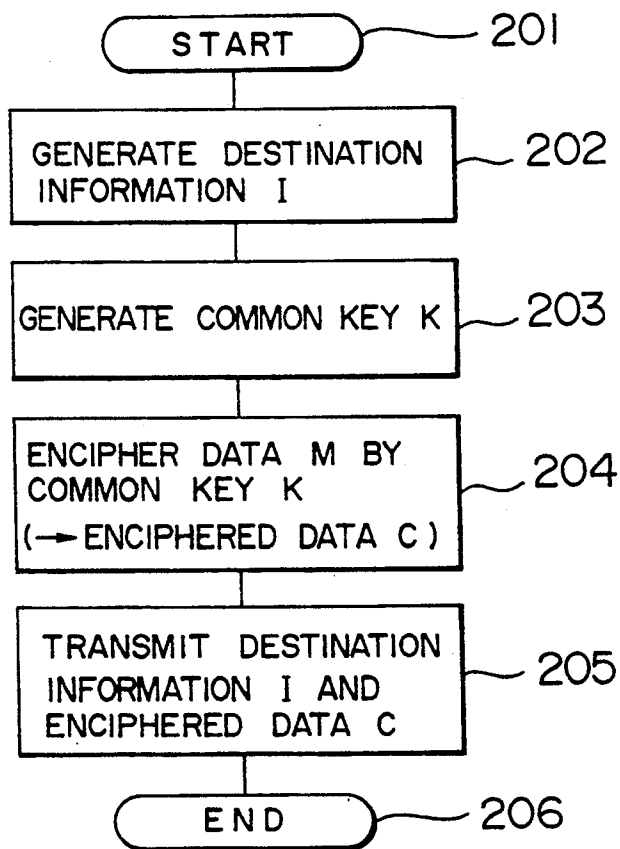 START
201
GENERATE DESTINATION
INFORMATION I
202
GENERATE COMMON KEY K
203
ENCIPHER DATA M BY
COMMON KEY K
(→ ENCIPHERED DATA C)
204
TRANSMIT DESTINATION
INFORMATION I AND
ENCIPHERED DATA C
205
END
206